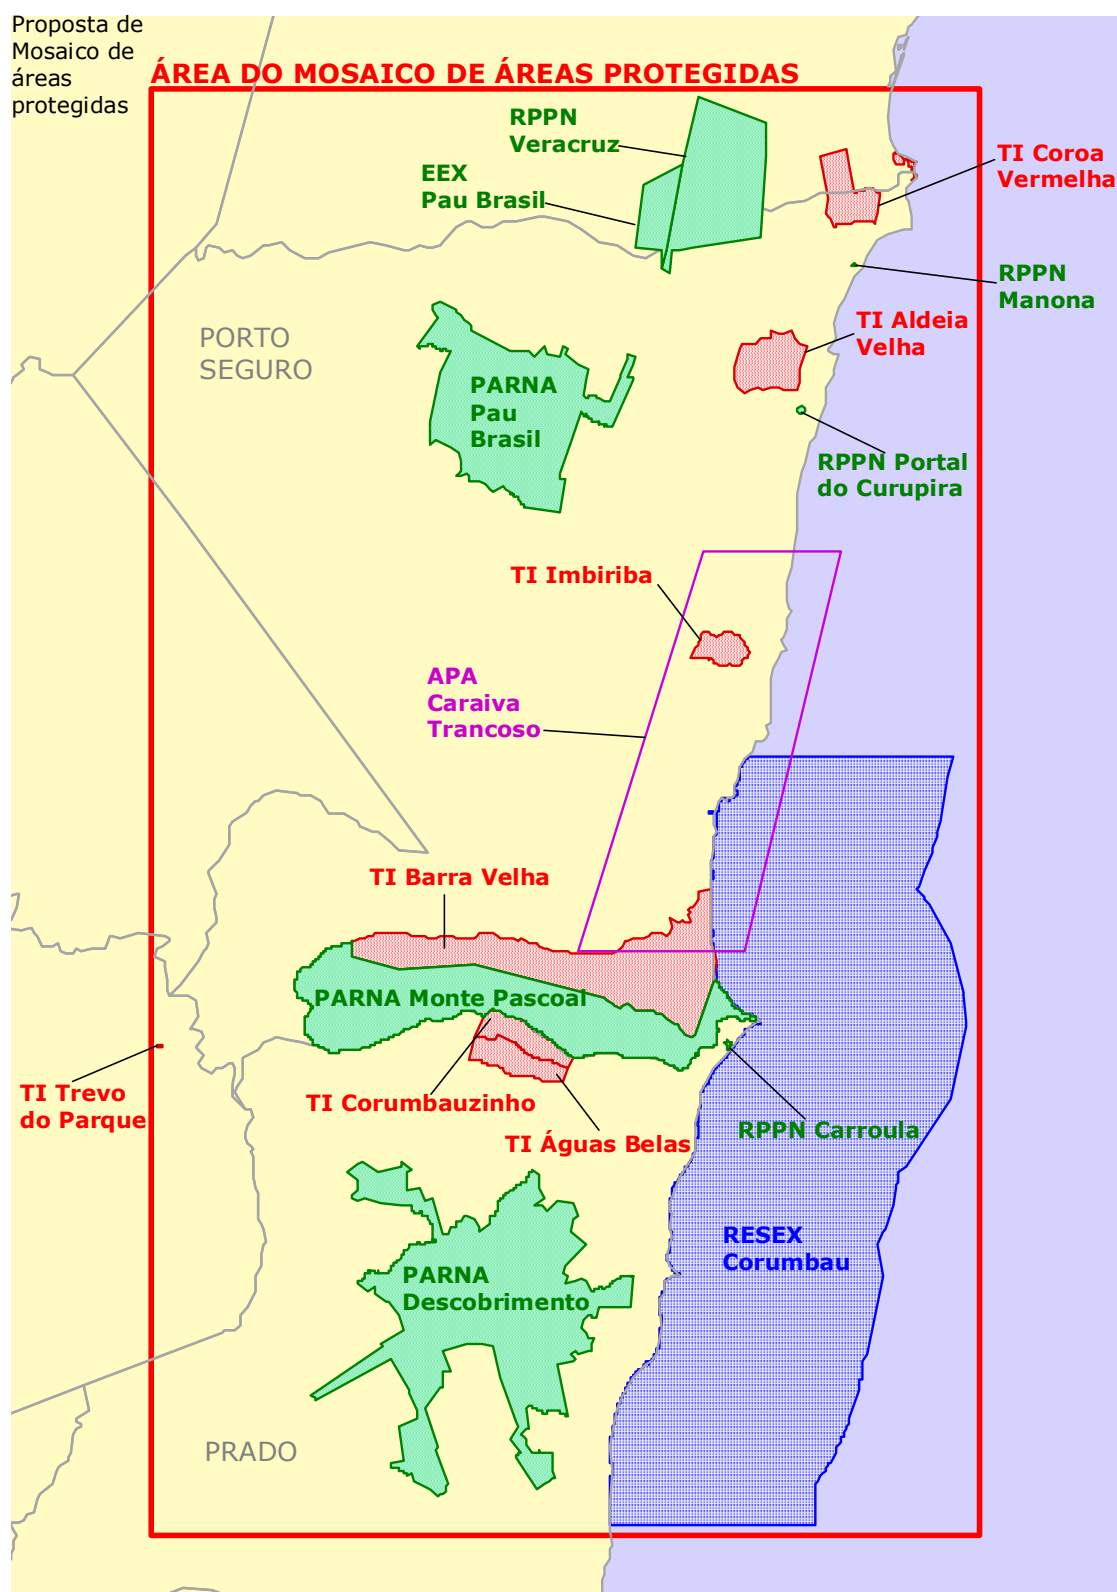 Proposta de
Mosaico de
áreas
protegidas
ÁREA DO MOSAICO DE ÁREAS PROTEGIDAS
RPPN
Veracruz
EEX
Pau Brasil
TI Coroa
Vermelha
RPPN
Manona
PORTO
SEGURO
TI Aldeia
Velha
PARNA
Pau
Brasil
RPPN Portal
do Curupira
TI Imbiriba
APA
Caraiva
Trancoso
TI Barra Velha
PARNA Monte Pascoal
TI Trevo
do Parque
TI Corumbauzinho
TI Águas Belas
RPPN Carroula
RESEX
Corumbau
PARNA
Descobrimento
PRADO